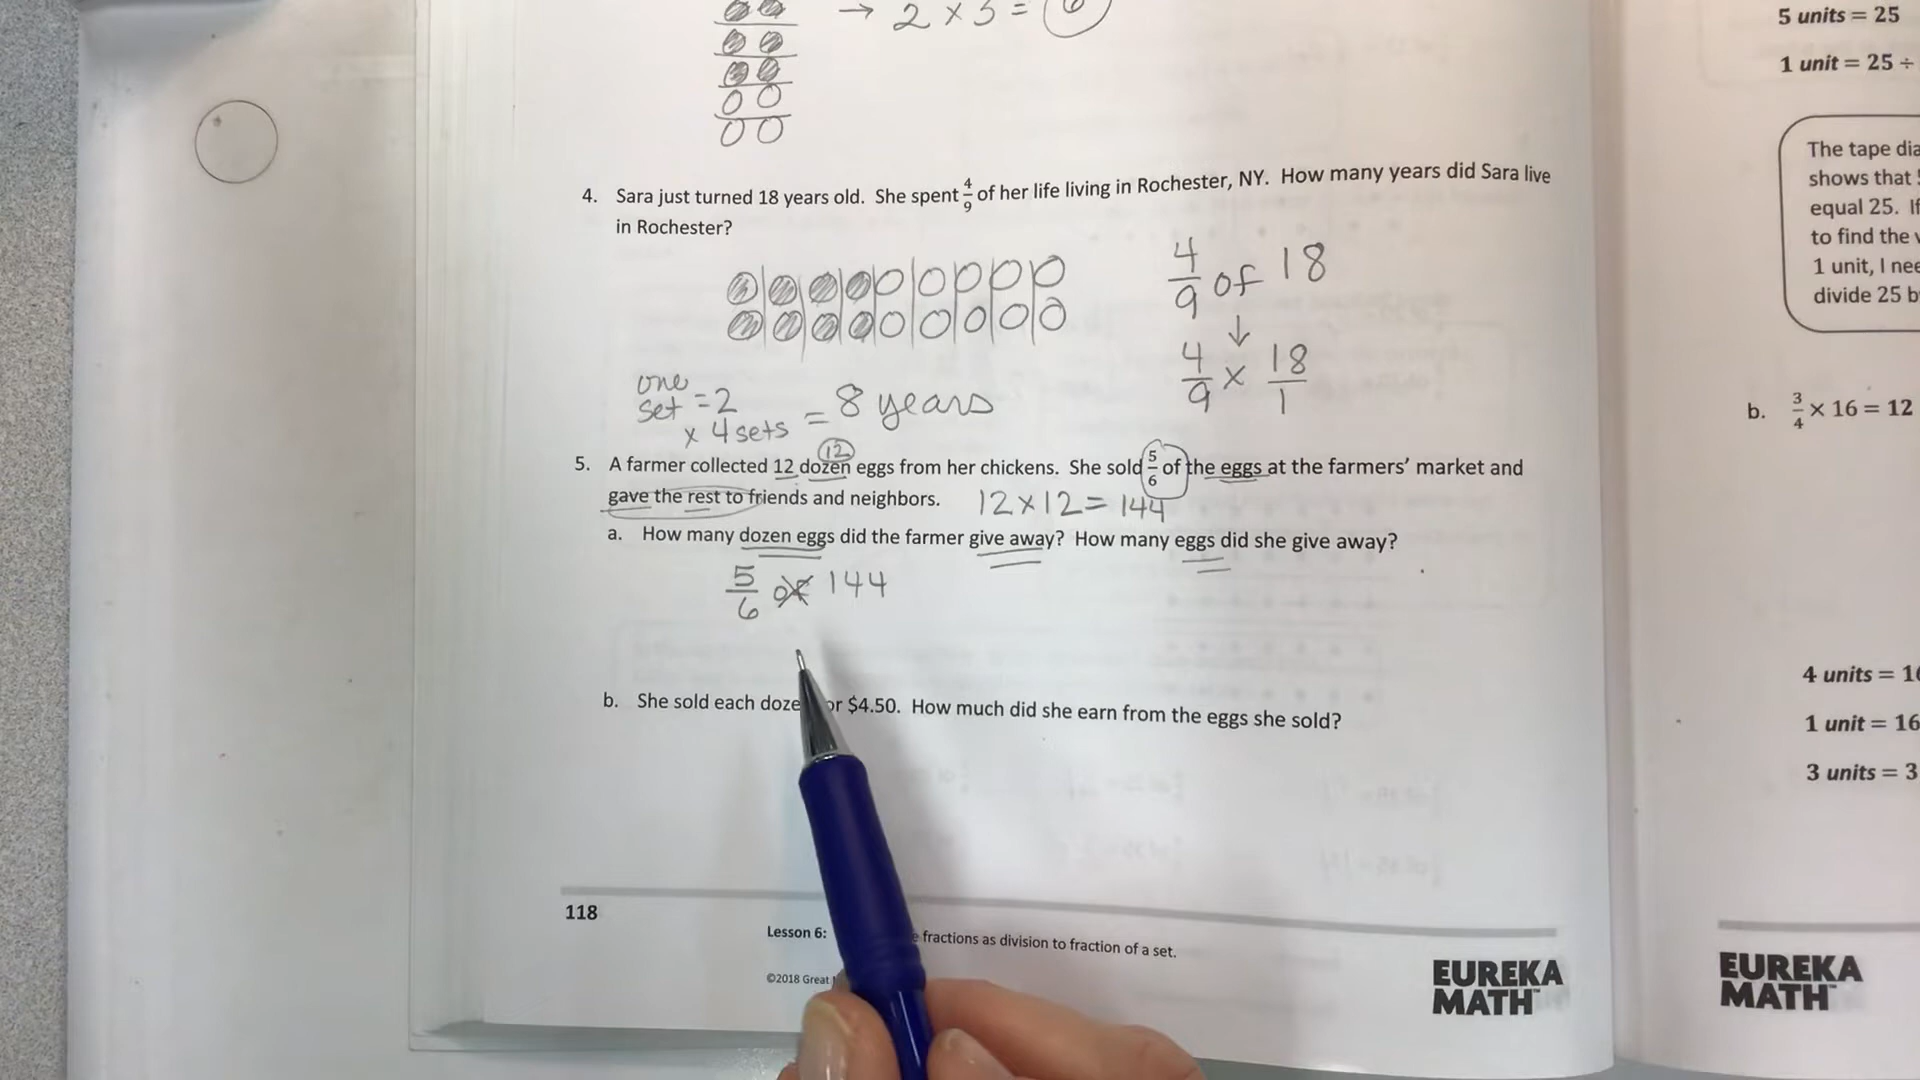 → 2 × 3 = 6
4. Sara just turned 18 years old. She spent 4/9 of her life living in Rochester, NY. How many years did Sara live
in Rochester?
4/9 of 18
↓
4/9 × 18/1
one
set = 2
× 4 sets = 8 years
12
5. A farmer collected 12 dozen eggs from her chickens. She sold 5/6 of the eggs at the farmers' market and
gave the rest to friends and neighbors. 12 × 12 = 144
a. How many dozen eggs did the farmer give away? How many eggs did she give away?
5/6 × 144
b. She sold each doze or $4.50. How much did she earn from the eggs she sold?
118
Lesson 6: fractions as division to fraction of a set.
©2018 Great
EUREKA
MATH™
5 units = 25
1 unit = 25 ÷
The tape dia
shows that
equal 25. If
to find the
1 unit, I nee
divide 25 b
b. 3/4 × 16 = 12
4 units = 1
1 unit = 16
3 units = 3
EUREKA
MATH™